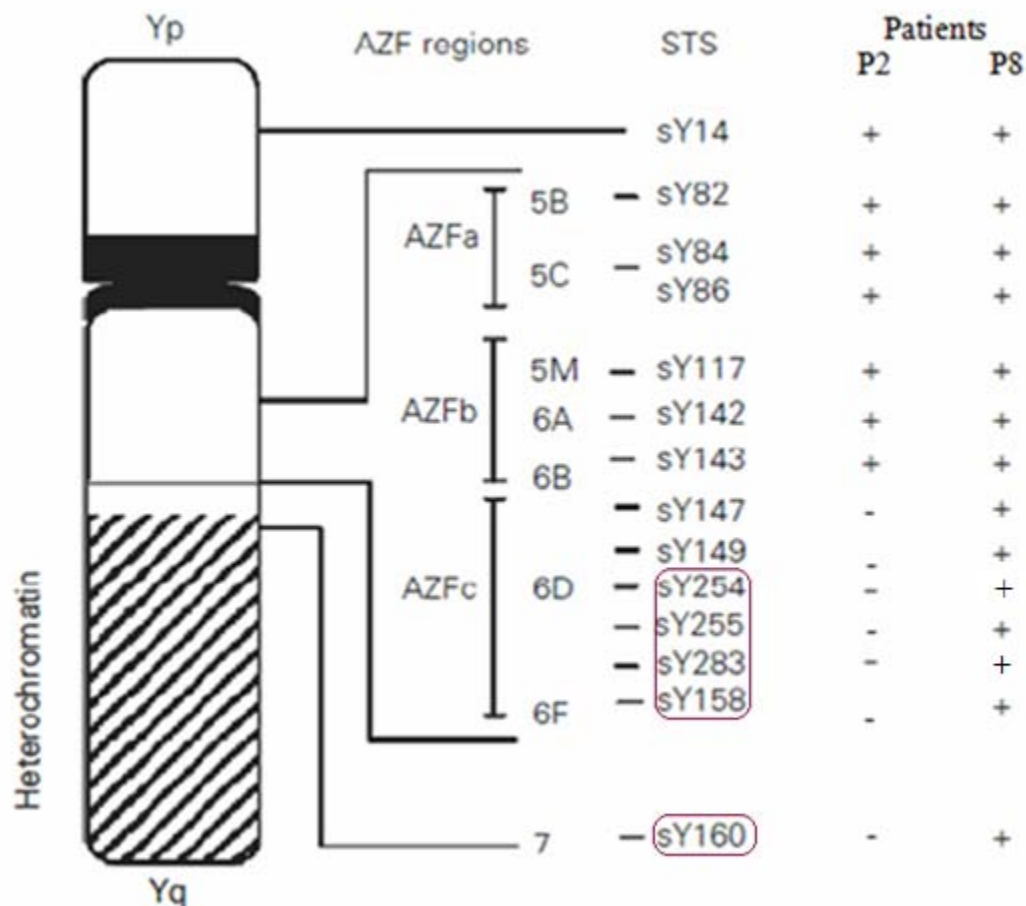 Yp
AZF regions
STS
Patients
P2 P8
sY14 + +
AZFa
5B
sY82 + +
5C
sY84 + +
sY86 + +
AZFb
5M
sY117 + +
6A
sY142 + +
6B
sY143 + +
AZFc
sY147 - +
sY149 - +
6D
sY254 - +
sY255 - +
sY283 - +
6F
sY158 - +
7
sY160 - +
Heterochromatin
Yq